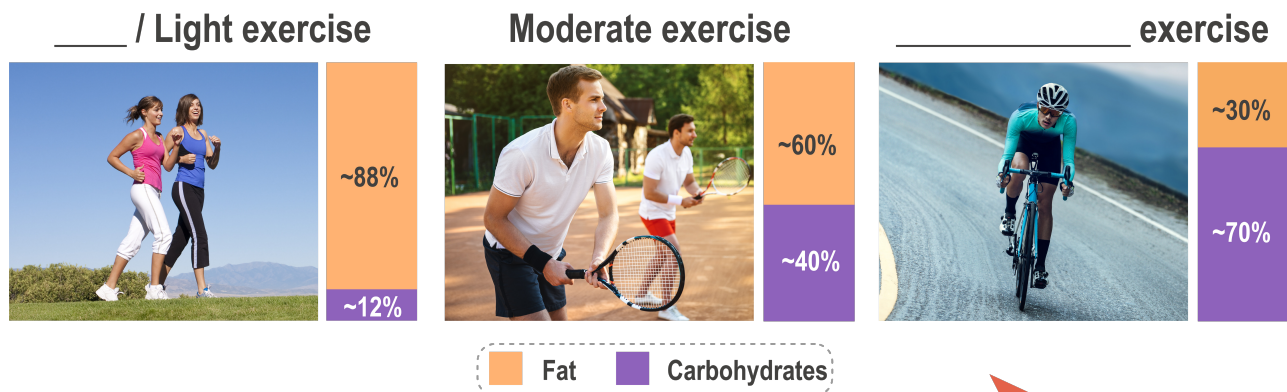 ____ / Light exercise
Moderate exercise
_____________ exercise
~88%
~12%
~60%
~40%
~30%
~70%
Fat
Carbohydrates